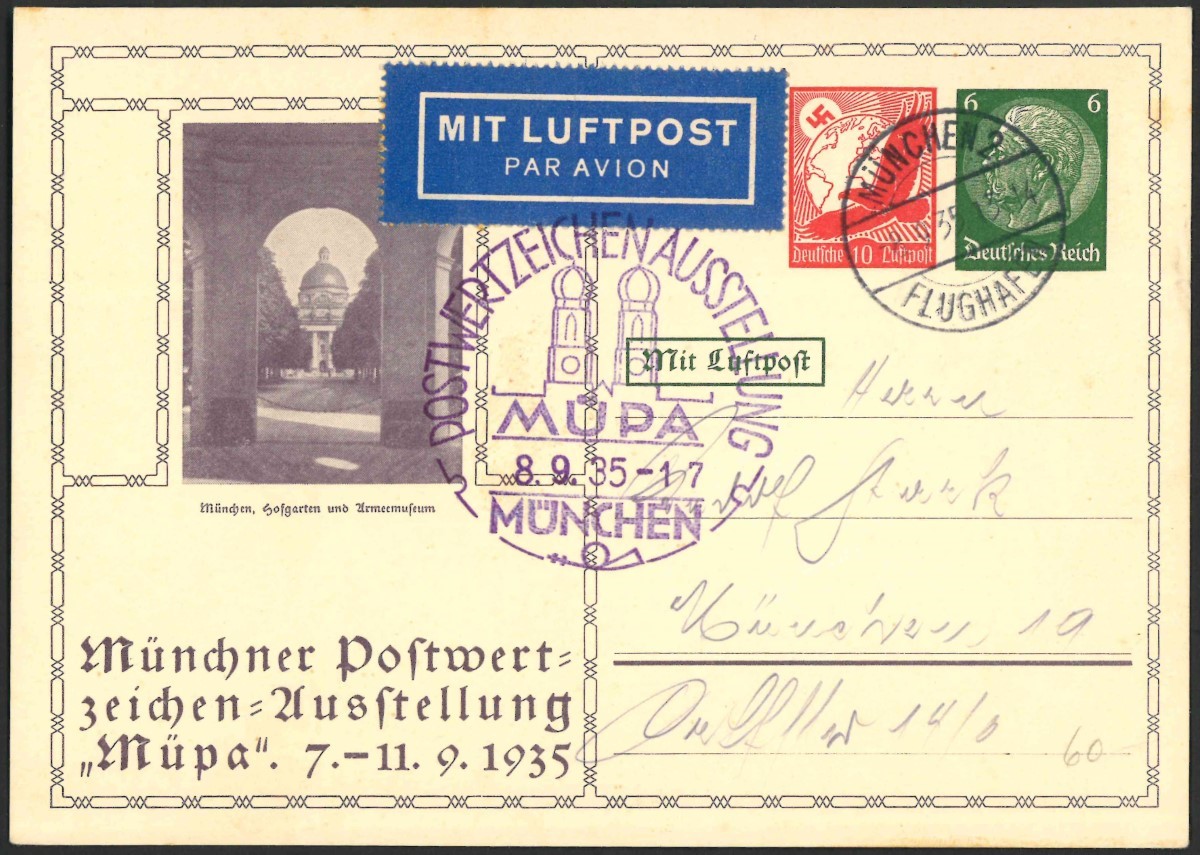 MIT LUFTPOST
PAR AVION
Deutsche 10 Luftpost
6 6
Deutsches Reich
MÜNCHEN 2
FLUGHAFE
POSTWERTZEICHENAUSSTELLUNG
MÜPA
8.9.35-17
MÜNCHEN
Mit Luftpost
München, Hofgarten und Armeemuseum
Münchner Postwert=
zeichen=Ausstellung
„Müpa“. 7.–11. 9. 1935
Herrn
München 19
60